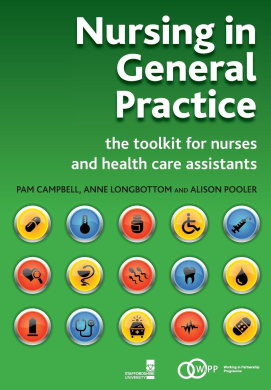 Nursing in
General
Practice
the toolkit for nurses
and health care assistants
PAM CAMPBELL, ANNE LONGBOTTOM AND ALISON POOLER
STAFFORDSHIRE
UNIVERSITY
WiPP
Working in Partnership
Programme